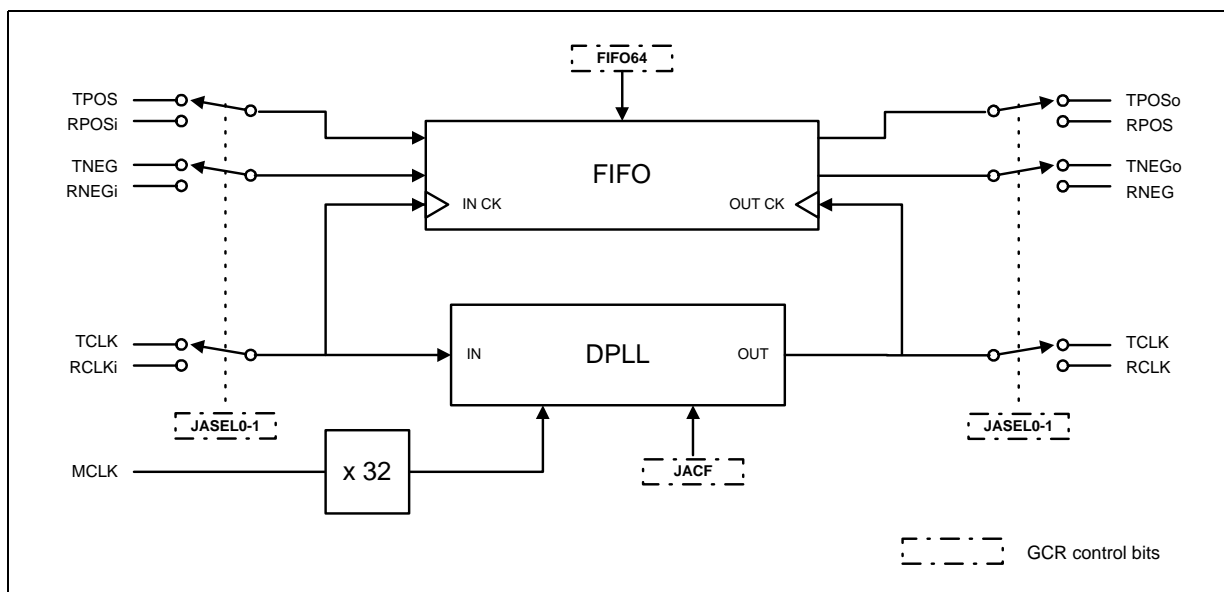 FIFO64
TPOS
RPOSi
TNEG
RNEGi
FIFO
IN CK
OUT CK
TPOSo
RPOS
TNEGo
RNEG
TCLK
RCLKi
IN
DPLL
OUT
TCLK
RCLK
JASEL0-1
JASEL0-1
MCLK
x 32
JACF
GCR control bits